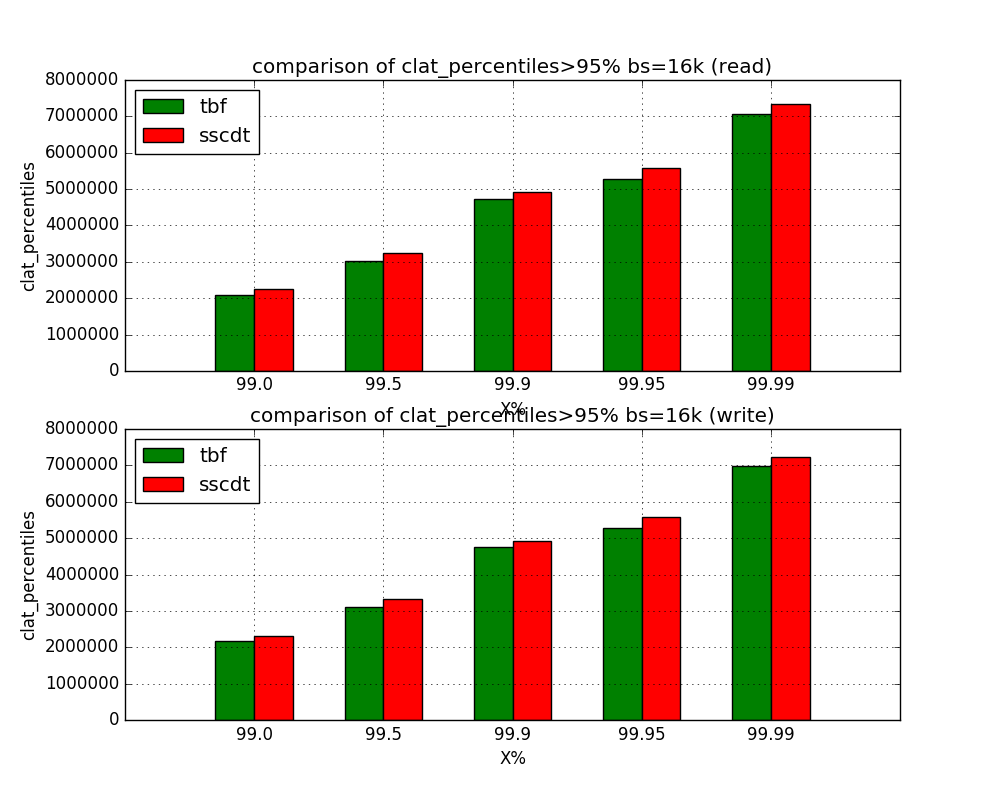 comparison of clat_percentiles>95% bs=16k (read)
8000000
7000000
6000000
5000000
4000000
3000000
2000000
1000000
0
clat_percentiles
tbf
sscdt
99.0 99.5 99.9 99.95 99.99
X%
comparison of clat_percentiles>95% bs=16k (write)
8000000
7000000
6000000
5000000
4000000
3000000
2000000
1000000
0
clat_percentiles
tbf
sscdt
99.0 99.5 99.9 99.95 99.99
X%